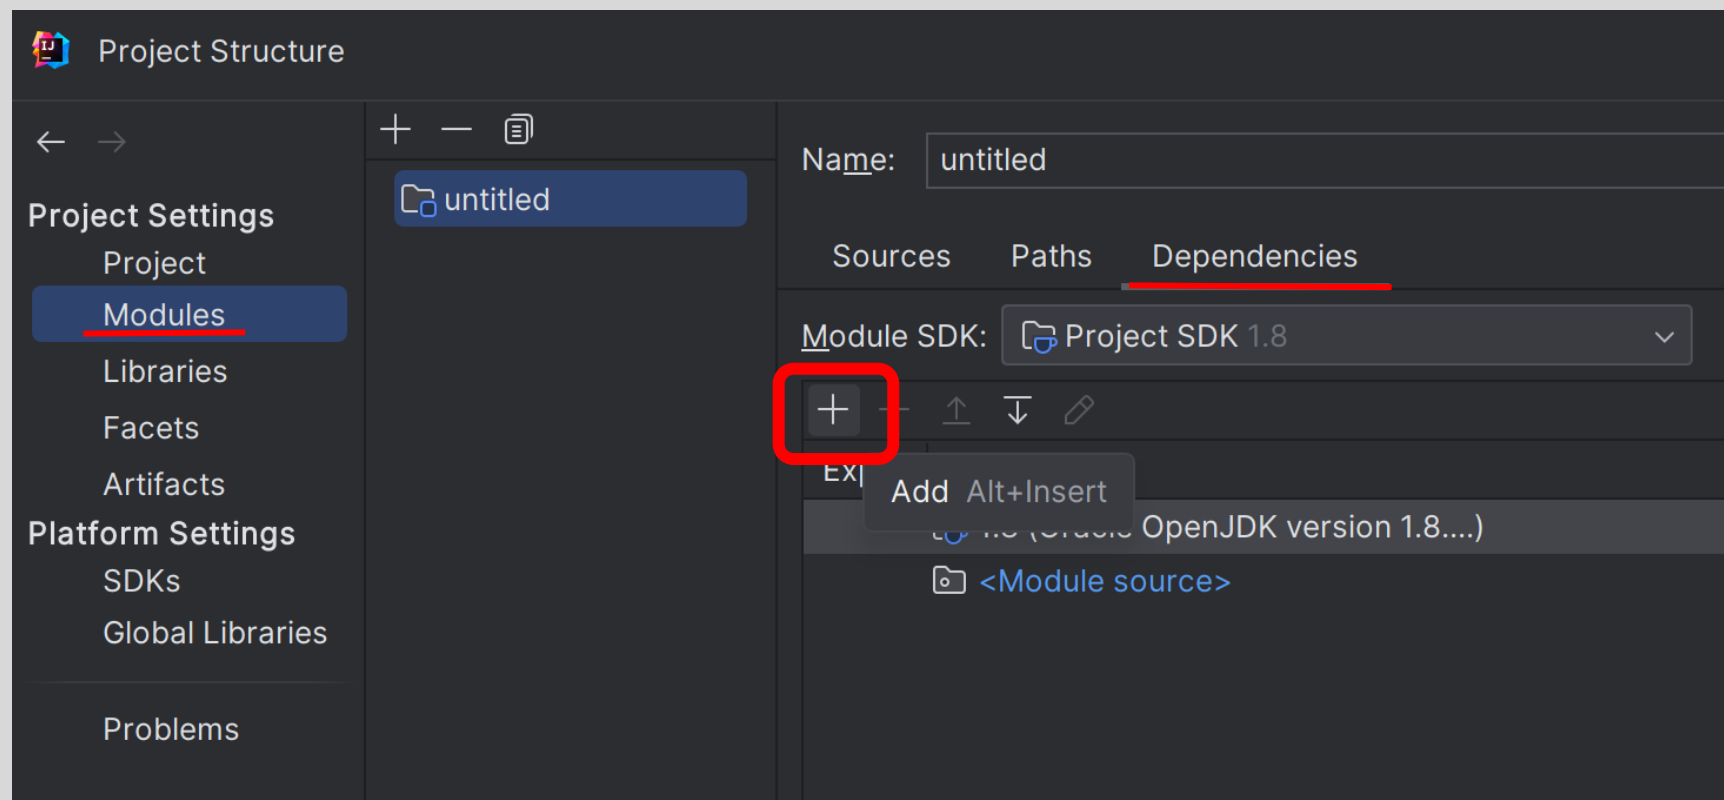 IJ
Project Structure
Project Settings
Project
Modules
Libraries
Facets
Artifacts
Platform Settings
SDKs
Global Libraries
Problems
untitled
Name: untitled
Sources Paths Dependencies
Module SDK: Project SDK 1.8
Add Alt+Insert
OpenJDK version 1.8....)
<Module source>